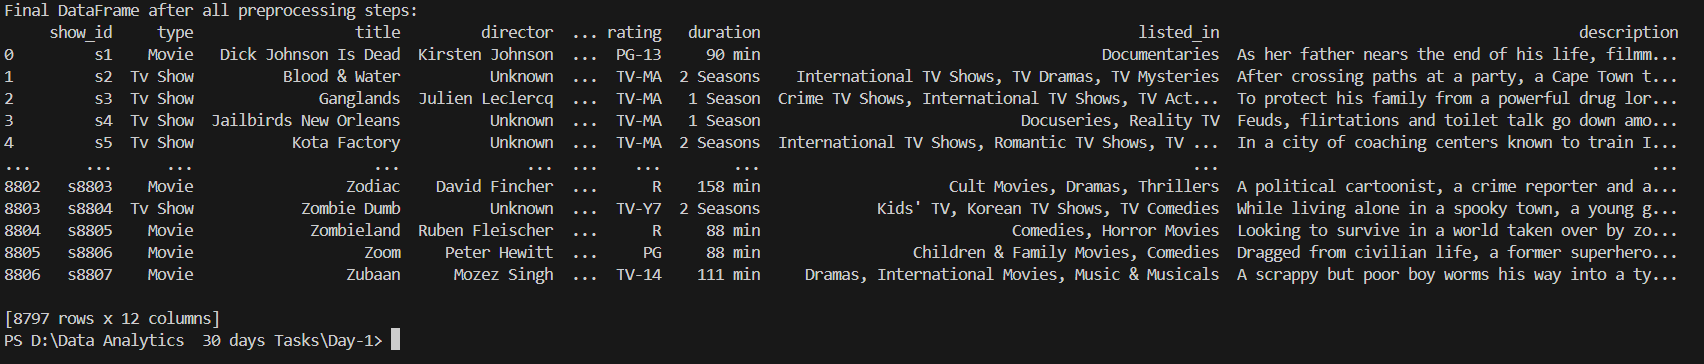 Final DataFrame after all preprocessing steps:
     show_id     type                  title         director  ... rating   duration                                         listed_in                                        description
0         s1    Movie   Dick Johnson Is Dead  Kirsten Johnson  ...  PG-13     90 min                                     Documentaries  As her father nears the end of his life, filmm...
1         s2  Tv Show          Blood & Water          Unknown  ...  TV-MA  2 Seasons   International TV Shows, TV Dramas, TV Mysteries  After crossing paths at a party, a Cape Town t...
2         s3  Tv Show              Ganglands  Julien Leclercq  ...  TV-MA   1 Season  Crime TV Shows, International TV Shows, TV Act...  To protect his family from a powerful drug lor...
3         s4  Tv Show  Jailbirds New Orleans          Unknown  ...  TV-MA   1 Season                            Docuseries, Reality TV  Feuds, flirtations and toilet talk go down amo...
4         s5  Tv Show           Kota Factory          Unknown  ...  TV-MA  2 Seasons  International TV Shows, Romantic TV Shows, TV ...  In a city of coaching centers known to train I...
...      ...      ...                    ...              ...  ...    ...        ...                                               ...                                                ...
8802   s8803    Movie                 Zodiac    David Fincher  ...      R    158 min                    Cult Movies, Dramas, Thrillers  A political cartoonist, a crime reporter and a...
8803   s8804  Tv Show            Zombie Dumb          Unknown  ...  TV-Y7  2 Seasons            Kids' TV, Korean TV Shows, TV Comedies  While living alone in a spooky town, a young g...
8804   s8805    Movie             Zombieland  Ruben Fleischer  ...      R     88 min                           Comedies, Horror Movies  Looking to survive in a world taken over by zo...
8805   s8806    Movie                   Zoom     Peter Hewitt  ...     PG     88 min                Children & Family Movies, Comedies  Dragged from civilian life, a former superhero...
8806   s8807    Movie                 Zubaan      Mozez Singh  ...  TV-14    111 min    Dramas, International Movies, Music & Musicals  A scrappy but poor boy worms his way into a ty...
[8797 rows x 12 columns]
PS D:\Data Analytics  30 days Tasks\Day-1>